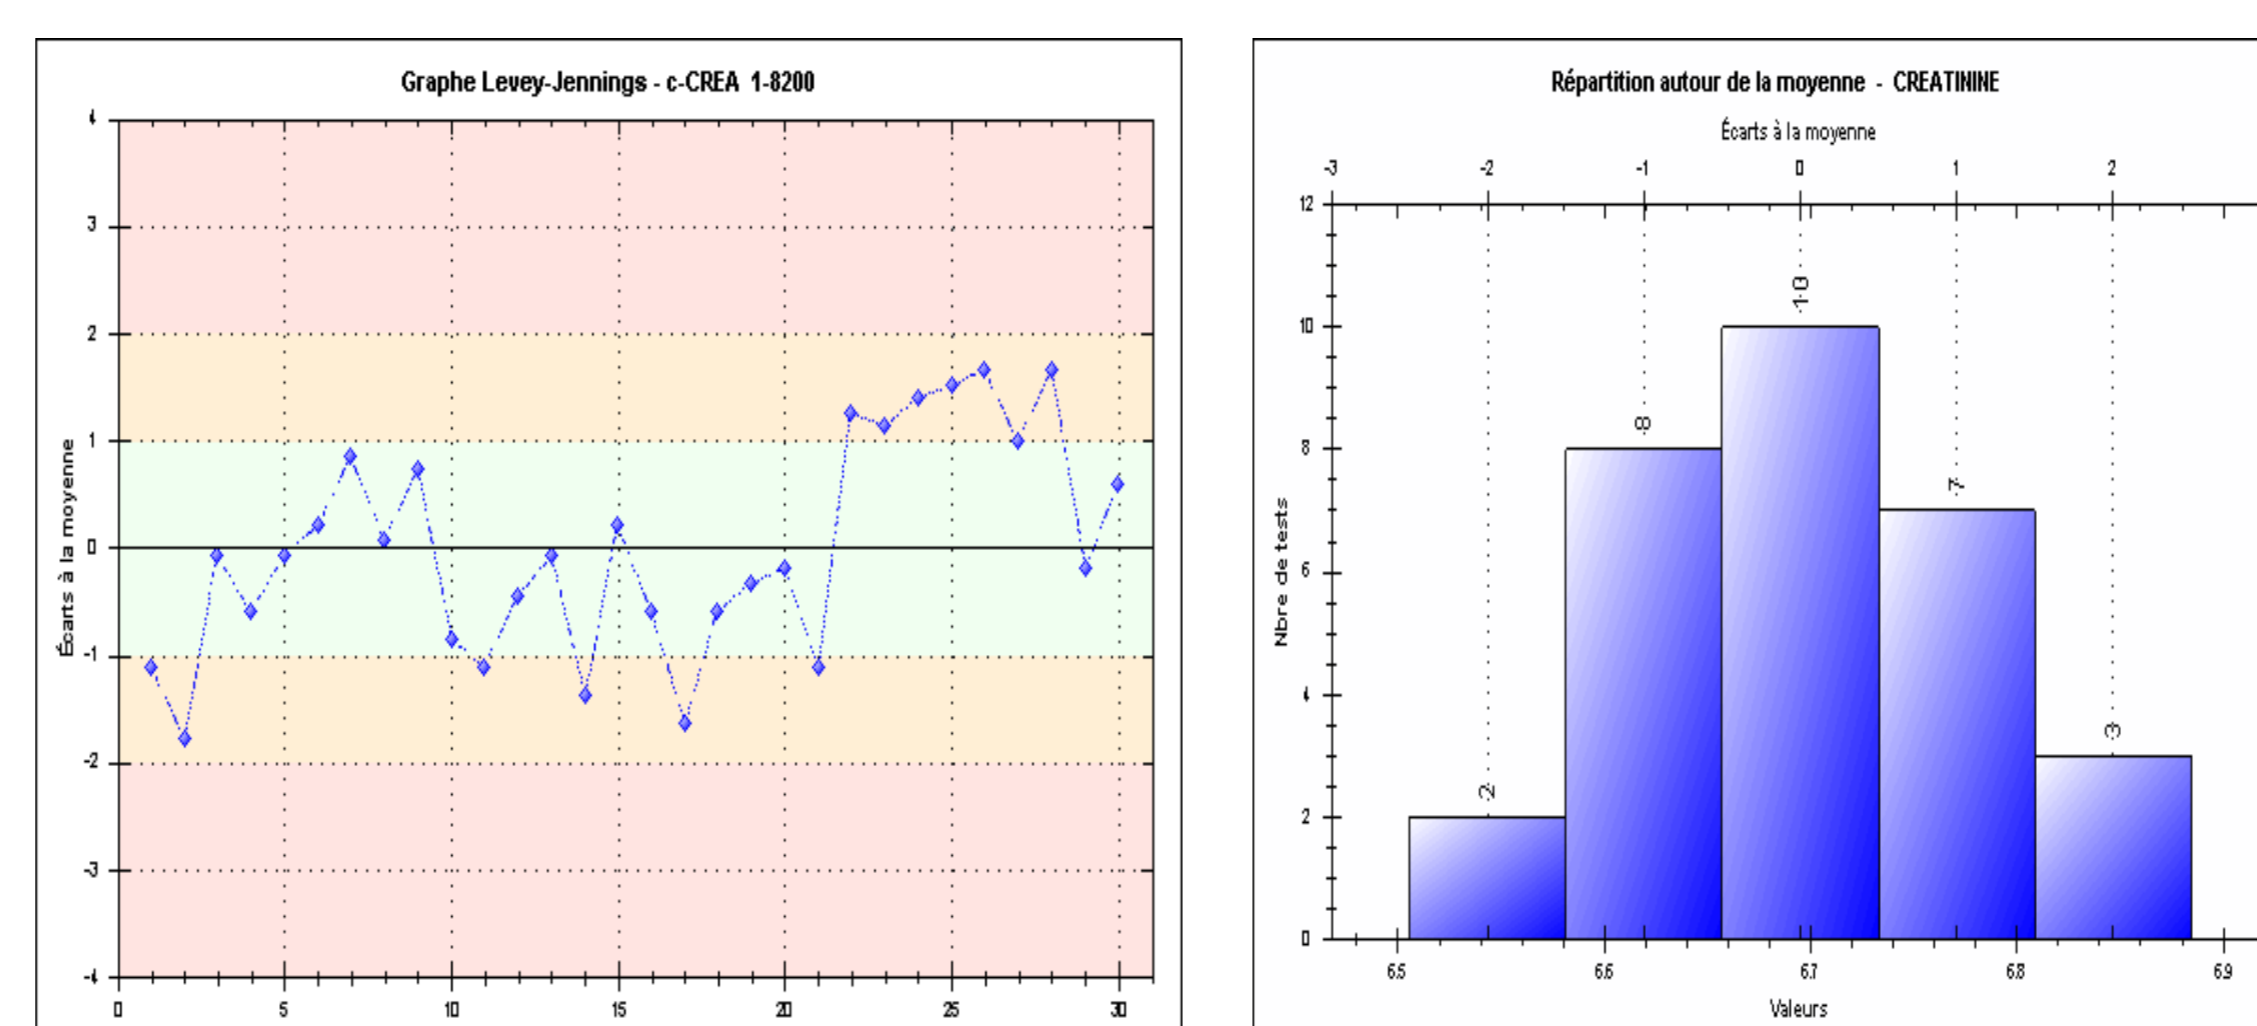 Graphe Levey-Jennings - c-CREA 1-8200
4
3
2
1
0
-1
-2
-3
-4
Écarts à la moyenne
0 5 10 15 20 25 30
Répartition autour de la moyenne - CREATININE
Écarts à la moyenne
-3 -2 -1 0 1 2
12
10
8
6
4
2
0
Nbre de tests
2 8 10 7 3
6.5 6.6 6.7 6.8 6.9
Valeurs